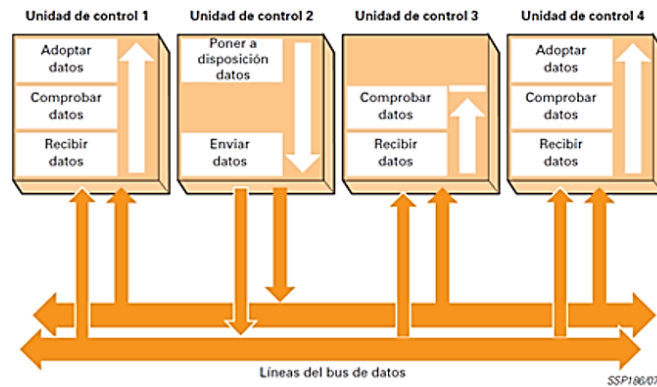 Unidad de control 1
Unidad de control 2
Unidad de control 3
Unidad de control 4
Adoptar
datos
Comprobar
datos
Recibir
datos
Poner a
disposición
datos
Enviar
datos
Comprobar
datos
Recibir
datos
Adoptar
datos
Comprobar
datos
Recibir
datos
Líneas del bus de datos
SSP186/07